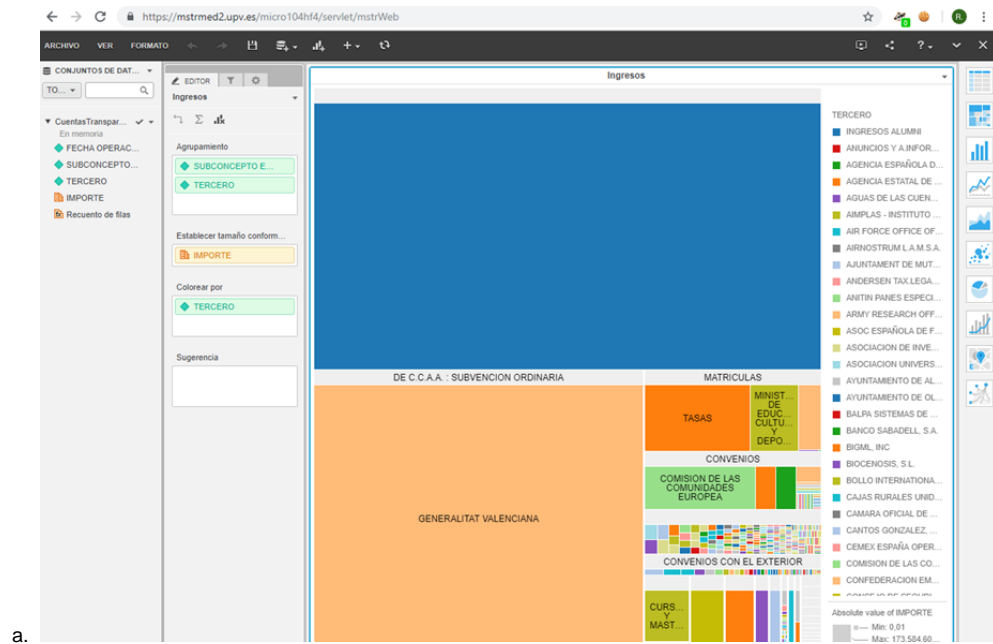 https://mstrmed2.upv.es/micro104hf4/servlet/mstrWeb
0
R.
ARCHIVO VER FORMATO
?
CONJUNTOS DE DAT...
TO...
EDITOR
Ingresos
CuentasTranspar...
En memoria
FECHA OPERAC...
SUBCONCEPTO...
TERCERO
IMPORTE
fx Recuento de filas
Agrupamiento
SUBCONCEPTO E...
TERCERO
Establecer tamaño conform...
IMPORTE
Colorear por
TERCERO
Sugerencia
Ingresos
DE C.C.A.A. : SUBVENCION ORDINARIA
GENERALITAT VALENCIANA
MATRICULAS
TASAS
MINIST...
DE
EDUC...
CULTU...
Y
DEPO...
CONVENIOS
COMISION DE LAS
COMUNIDADES
EUROPEA
CONVENIOS CON EL EXTERIOR
CURS...
Y
MAST...
TERCERO
INGRESOS ALUMNI
ANUNCIOS Y A.INFOR...
AGENCIA ESPAÑOLA D...
AGENCIA ESTATAL DE ...
AGUAS DE LAS CUEN...
AIMPLAS - INSTITUTO ...
AIR FORCE OFFICE OF...
AIRNOSTRUM L.A.M.S.A.
AJUNTAMENT DE MUT...
ANDERSEN TAX.LEGA...
ANITIN PANES ESPECI...
ARMY RESEARCH OFF...
ASOC ESPAÑOLA DE F...
ASOCIACION DE INVE...
ASOCIACION UNIVERS...
AYUNTAMIENTO DE AL...
AYUNTAMIENTO DE OL...
BALPA SISTEMAS DE ...
BANCO SABADELL, S.A.
BIGML, INC
BIOCENOSIS, S.L.
BOLLO INTERNATIONA...
CAJAS RURALES UNID...
CAMARA OFICIAL DE ...
CANTOS GONZALEZ, ...
CEMEX ESPAÑA OPER...
COMISION DE LAS CO...
CONFEDERACION EM...
Absolute value of IMPORTE
Min: 0,01
Max: 173.584.60...
a.